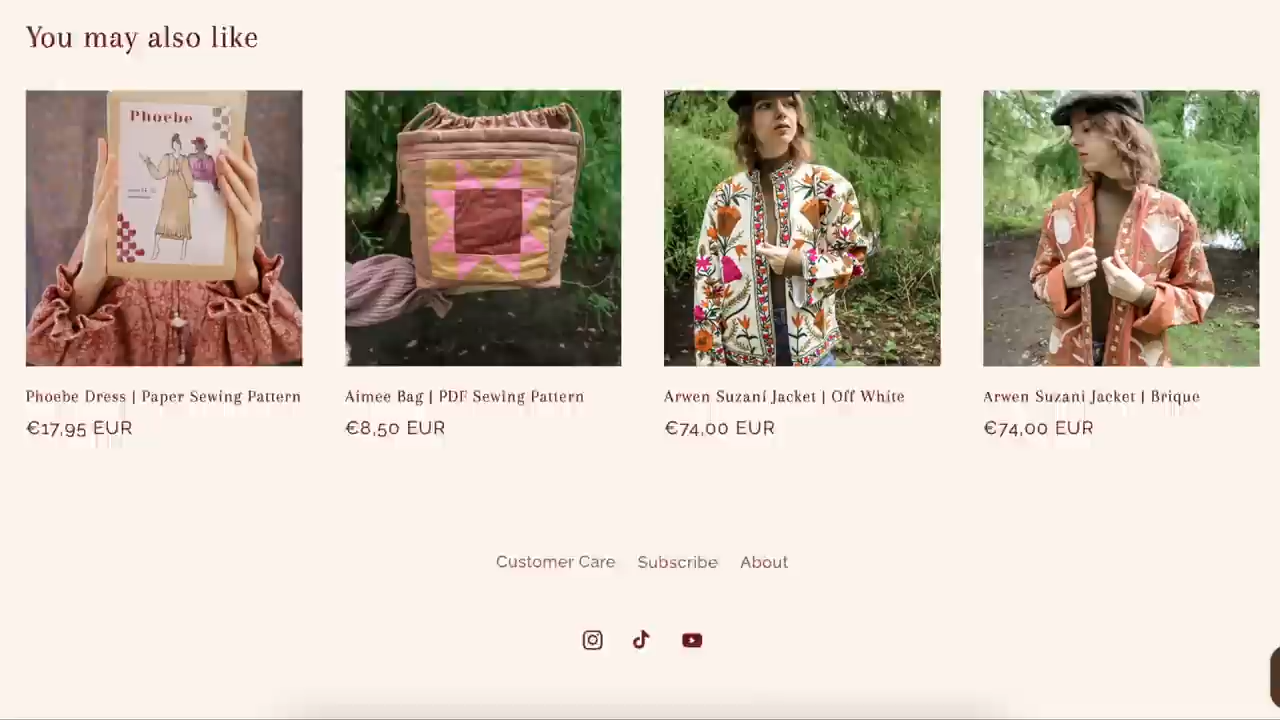 You may also like
Phoebe
Phoebe Dress | Paper Sewing Pattern
€17,95 EUR
Aimee Bag | PDF Sewing Pattern
€8,50 EUR
Arwen Suzani Jacket | Off White
€74,00 EUR
Arwen Suzani Jacket | Brique
€74,00 EUR
Customer Care
Subscribe
About